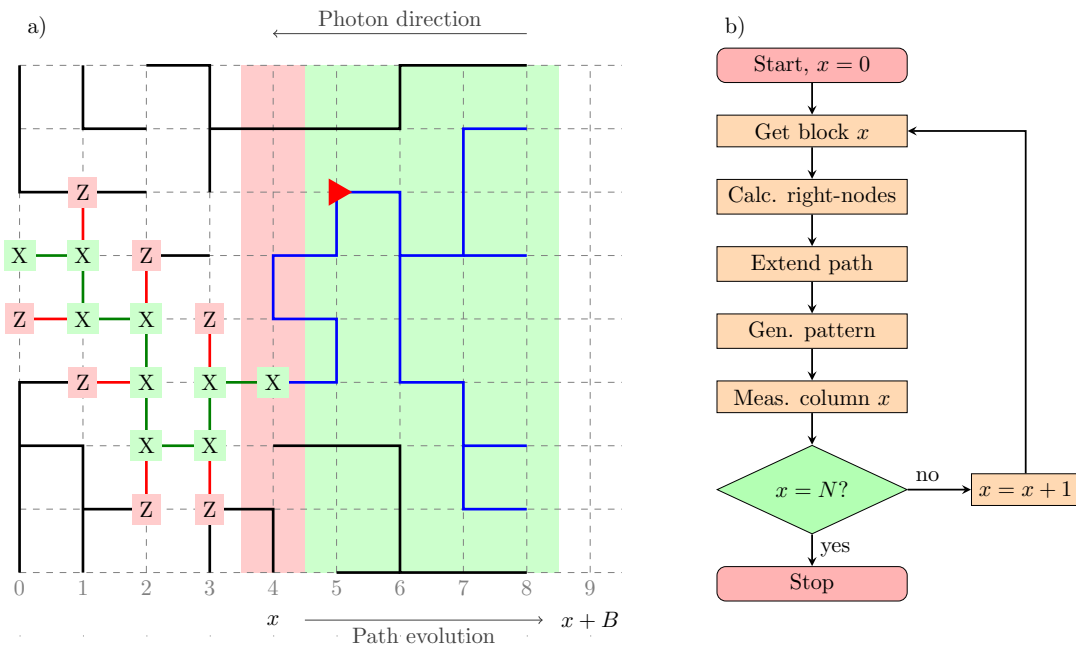 a)
Photon direction
Z
X X Z
Z X X Z
Z X X X
X X
Z Z
0 1 2 3 4 5 6 7 8 9
x x + B
Path evolution
b)
Start, x = 0
Get block x
Calc. right-nodes
Extend path
Gen. pattern
Meas. column x
x = N?
no
x = x + 1
yes
Stop